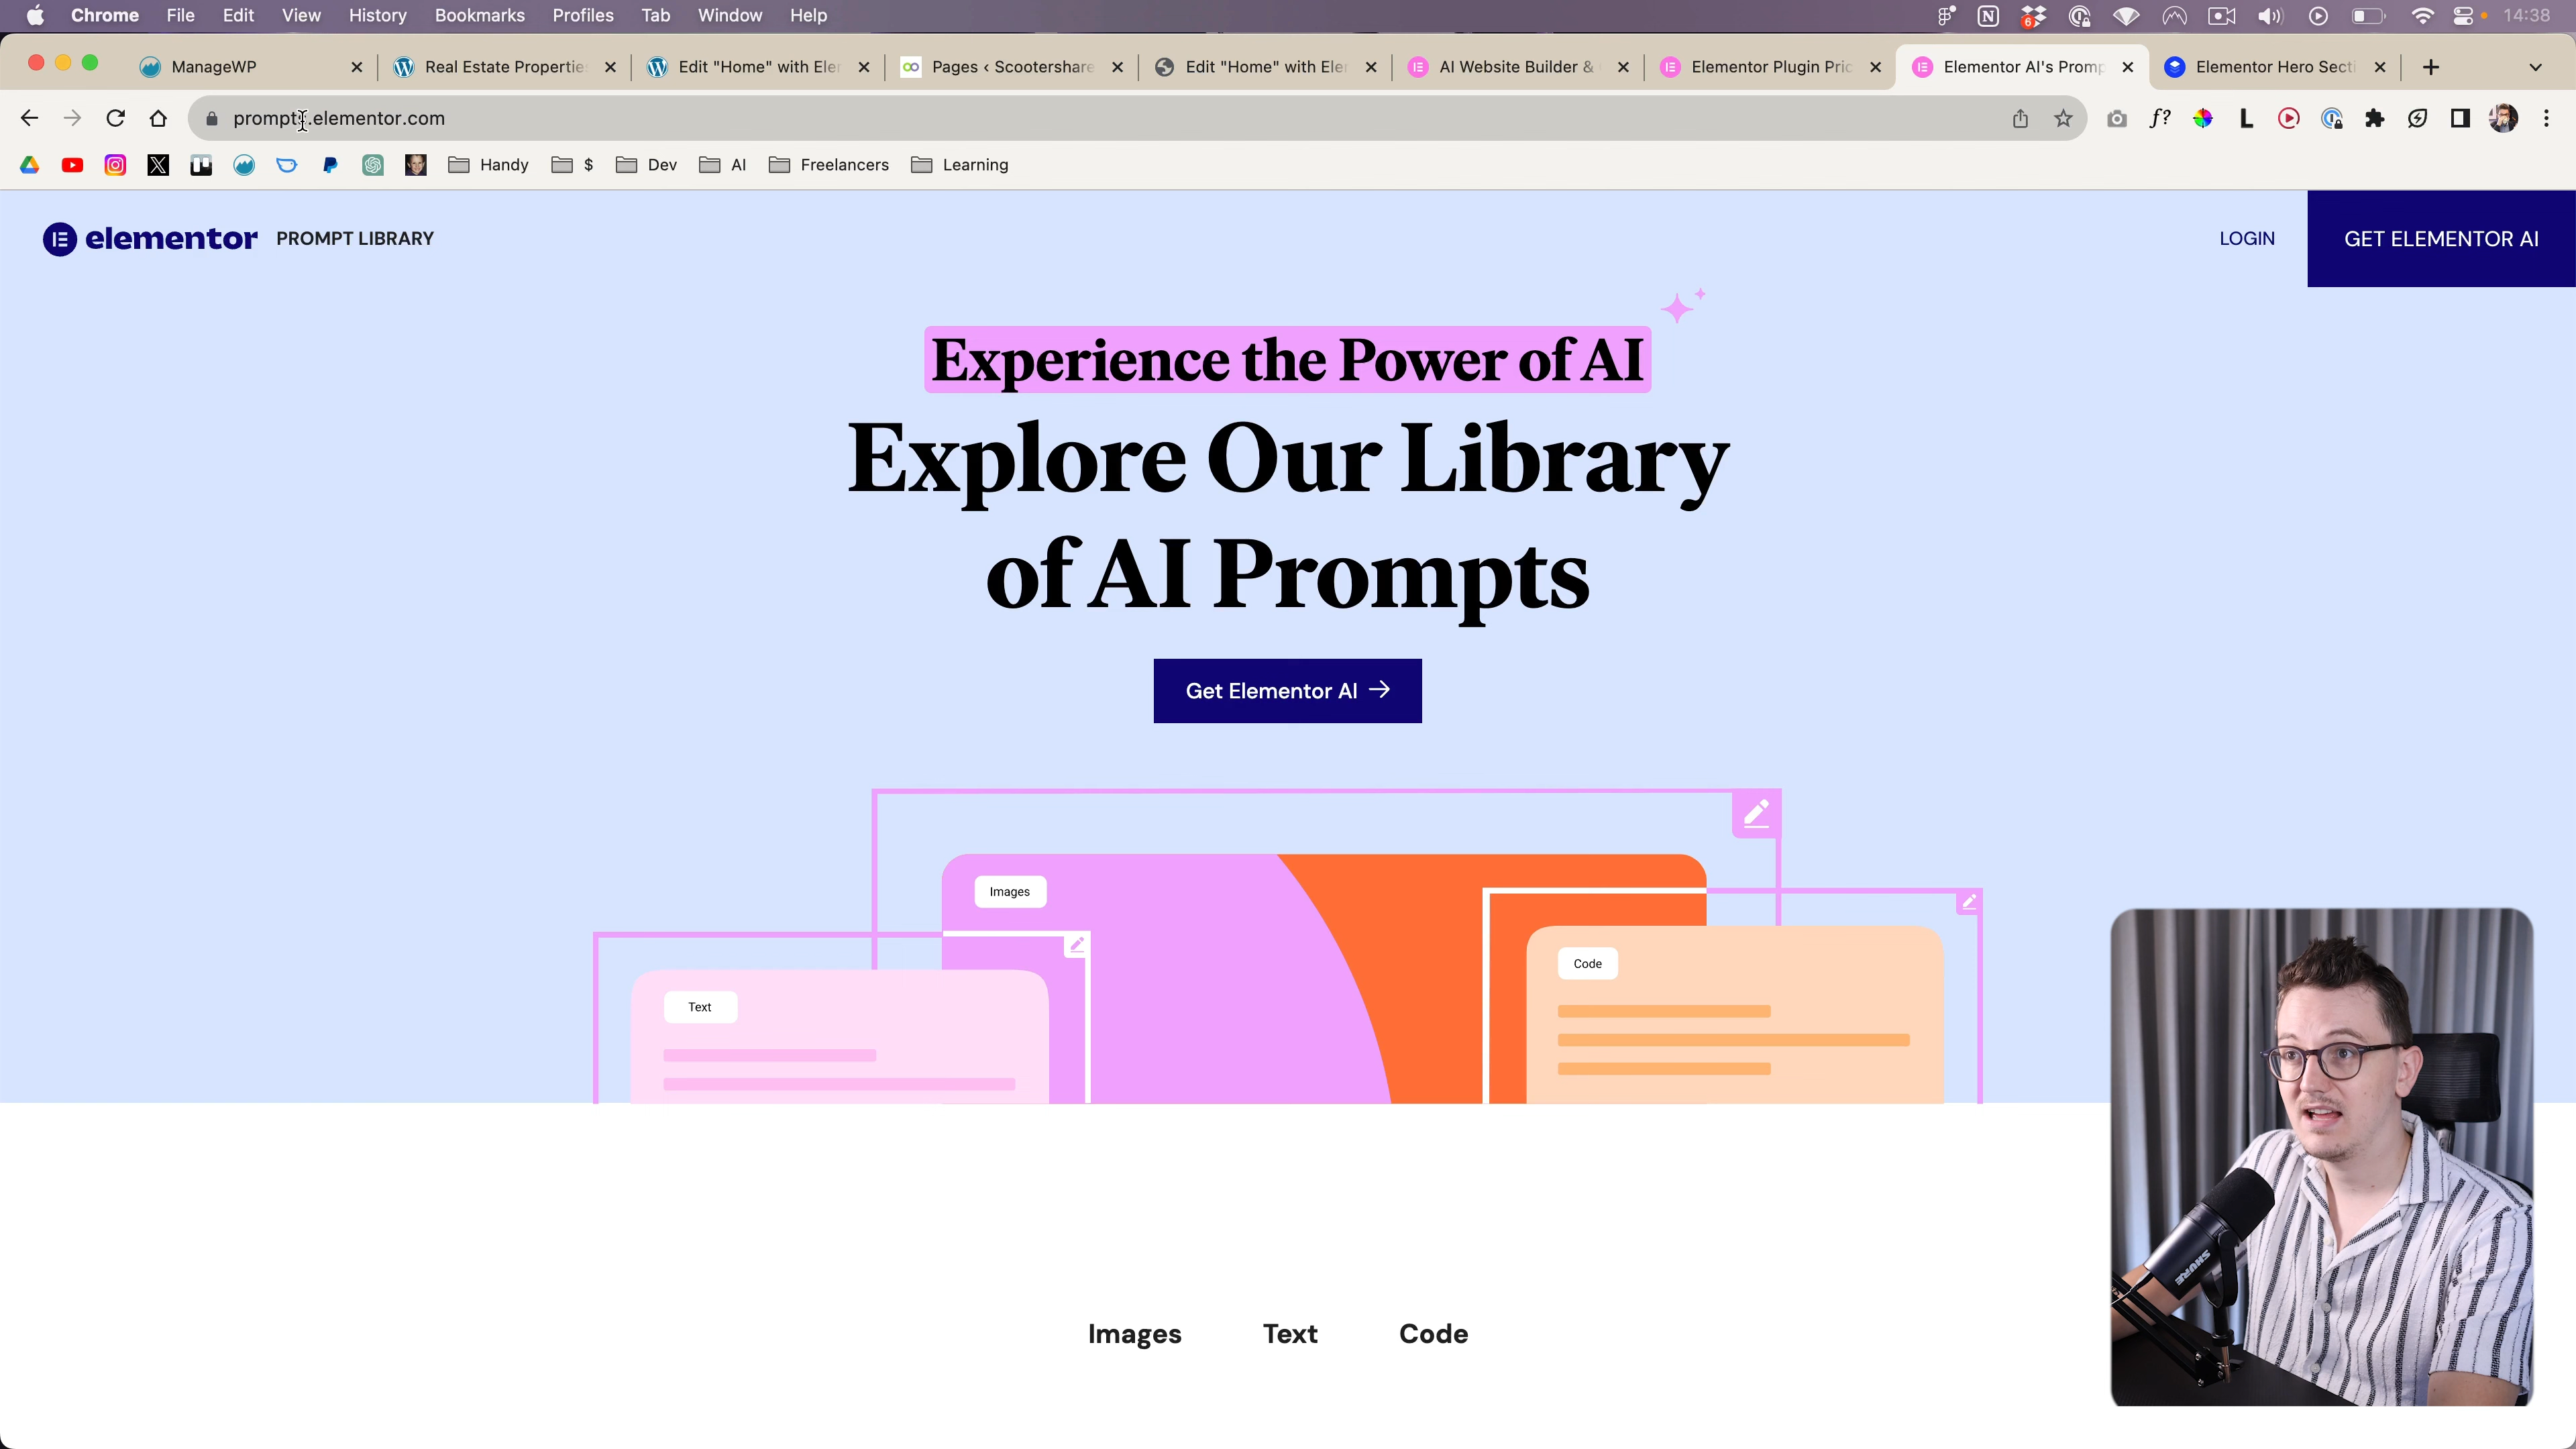 Chrome File Edit View History Bookmarks Profiles Tab Window Help 6 14:38
ManageWP Real Estate Propertie Edit "Home" with Ele Pages ‹ Scootershare Edit "Home" with Ele AI Website Builder & Elementor Plugin Pric Elementor AI's Promp Elementor Hero Secti
prompts.elementor.com f? L
Handy $ Dev AI Freelancers Learning
elementor PROMPT LIBRARY LOGIN GET ELEMENTOR AI
Experience the Power of AI
Explore Our Library
of AI Prompts
Get Elementor AI →
Images
Code
Text
SHURE
Images Text Code